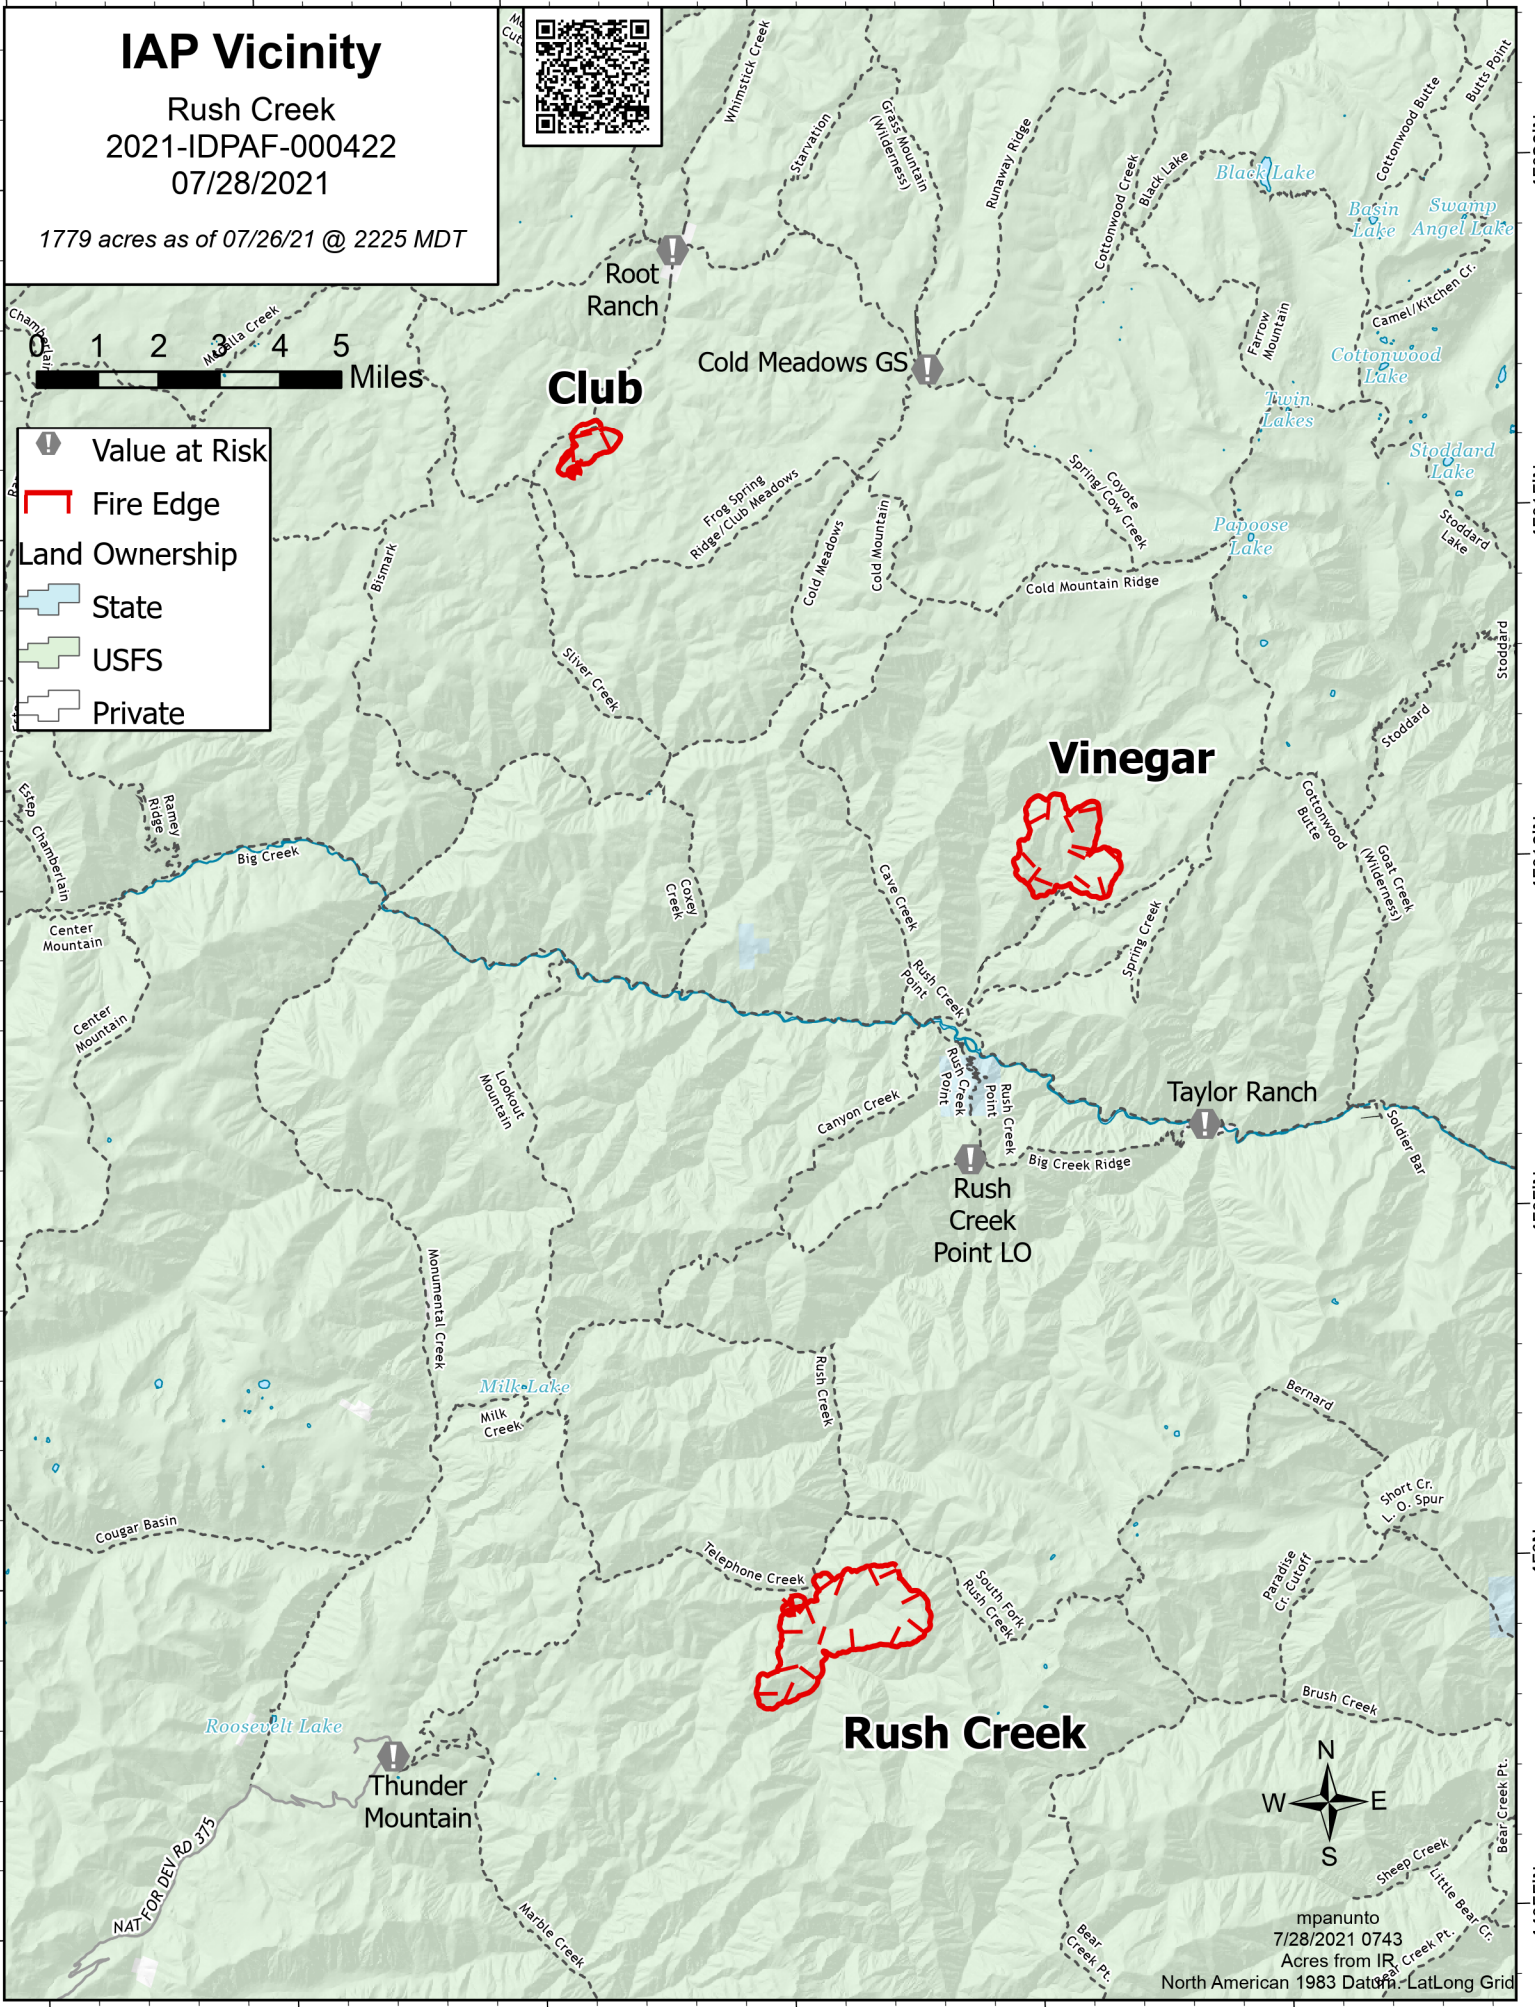 IAP Vicinity
Rush Creek
2021-IDPAF-000422
07/28/2021
1779 acres as of 07/26/21 @ 2225 MDT
0 1 2 3 4 5
Miles
Value at Risk
Fire Edge
Land Ownership
State
USFS
Private
Whimstick Creek
Starvation
Grass Mountain
(Wilderness)
Runaway Ridge
Cottonwood Creek
Black Lake
Black Lake
Cottonwood Butte
Butts Point
Basin
Lake
Swamp
Angel Lake
Camel/Kitchen Cr.
Root
Ranch
McCalla Creek
Cold Meadows GS
Farrow
Mountain
Cottonwood
Lake
Twin
Lakes
Club
Stoddard
Lake
Stoddard
Lake
Frog Spring
Ridge/Club Meadows
Coyote
Spring/Cow Creek
Papoose
Lake
Bismark
Cold Meadows
Cold Mountain
Cold Mountain Ridge
Sliver Creek
Stoddard
Stoddard
Vinegar
Estep
Chamberlain
Ramey
Ridge
Big Creek
Cottonwood
Butte
Goat Creek
(Wilderness)
Coxey
Creek
Cave Creek
Spring Creek
Center
Mountain
Center
Mountain
Rush Creek
Point
Lookout
Mountain
Rush Creek
Point
Rush Creek
Point
Canyon Creek
Taylor Ranch
Soldier Bar
Big Creek Ridge
Rush
Creek
Point LO
Monumental Creek
Rush Creek
Milk Lake
Milk
Creek
Bernard
Short Cr.
L. O. Spur
Cougar Basin
Telephone Creek
South Fork
Rush Creek
Paradise
Cr. Cutoff
Brush Creek
Rush Creek
Roosevelt Lake
Thunder
Mountain
NAT FOR DEV RD 375
Marble Creek
N
W E
S
Bear Creek Pt.
Sheep Creek
Little Bear Cr.
Bear
Creek Pt.
Bear Creek Pt.
mpanunto
7/28/2021 0743
Acres from IR
North American 1983 Datum. LatLong Grid